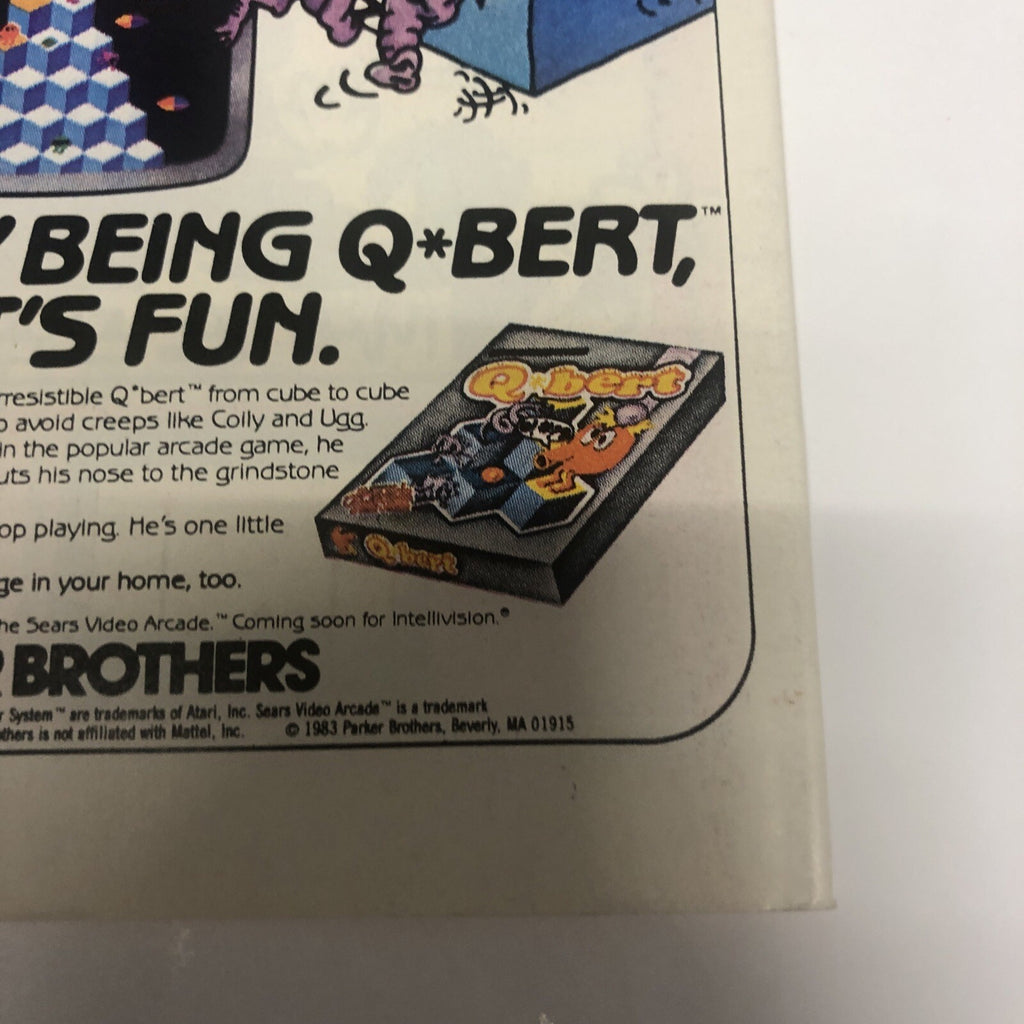 Y BEING Q*BERT,™
T'S FUN.
Q*bert
rresistible Q*bert™ from cube to cube
o avoid creeps like Coily and Ugg.
in the popular arcade game, he
uts his nose to the grindstone
op playing. He's one little
Q*bert
ge in your home, too.
he Sears Video Arcade.™ Coming soon for Intellivision.®
R BROTHERS
r System™ are trademarks of Atari, Inc. Sears Video Arcade™ is a trademark
thers is not affiliated with Mattel, Inc. © 1983 Parker Brothers, Beverly, MA 01915